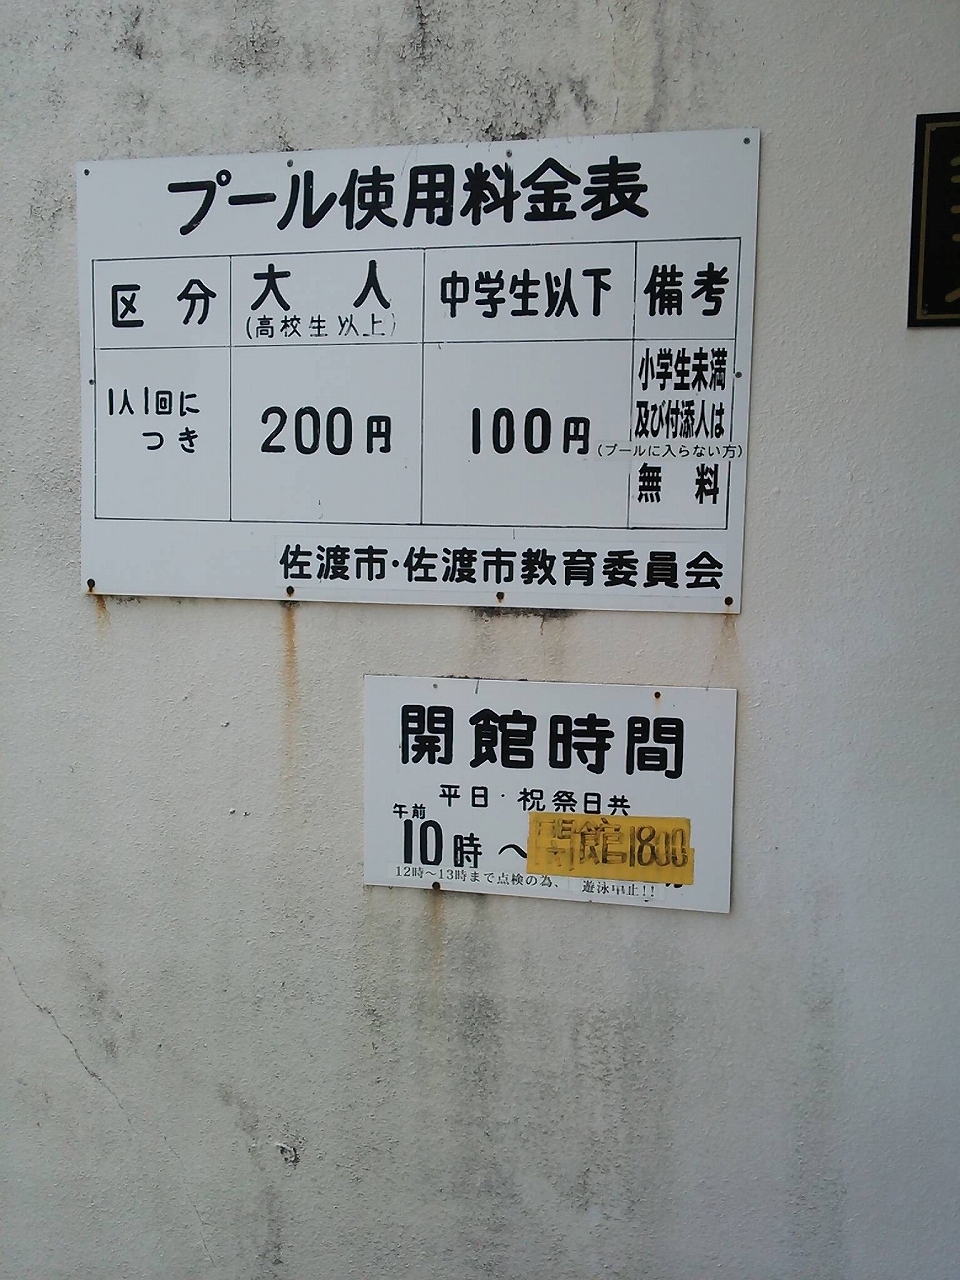 プール使用料金表
区分 大人 中学生以下 備考
(高校生以上)
1人1回につき 200円 100円 小学生未満
及び付添人は
(プールに入らない方)
無料
佐渡市・佐渡市教育委員会
開館時間
平日・祝祭日共
午前
10時～ 1800
12時～13時まで点検の為、 遊泳中止!!